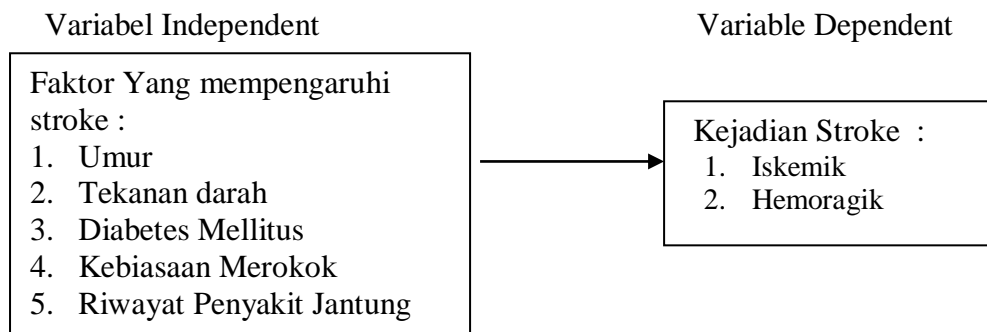 Variabel Independent
Variable Dependent
Faktor Yang mempengaruhi
stroke :
1. Umur
2. Tekanan darah
3. Diabetes Mellitus
4. Kebiasaan Merokok
5. Riwayat Penyakit Jantung
Kejadian Stroke :
1. Iskemik
2. Hemoragik